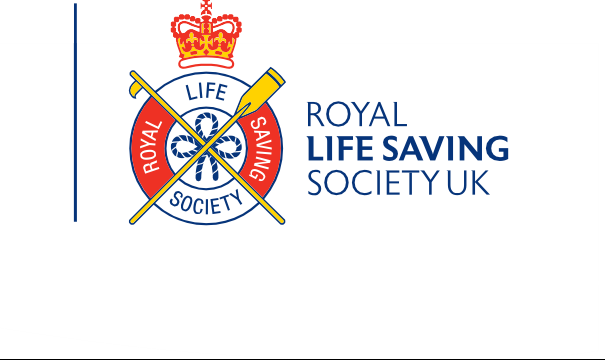 LIFE
ROYAL
SAVING
SOCIETY
ROYAL
LIFE SAVING
SOCIETY UK